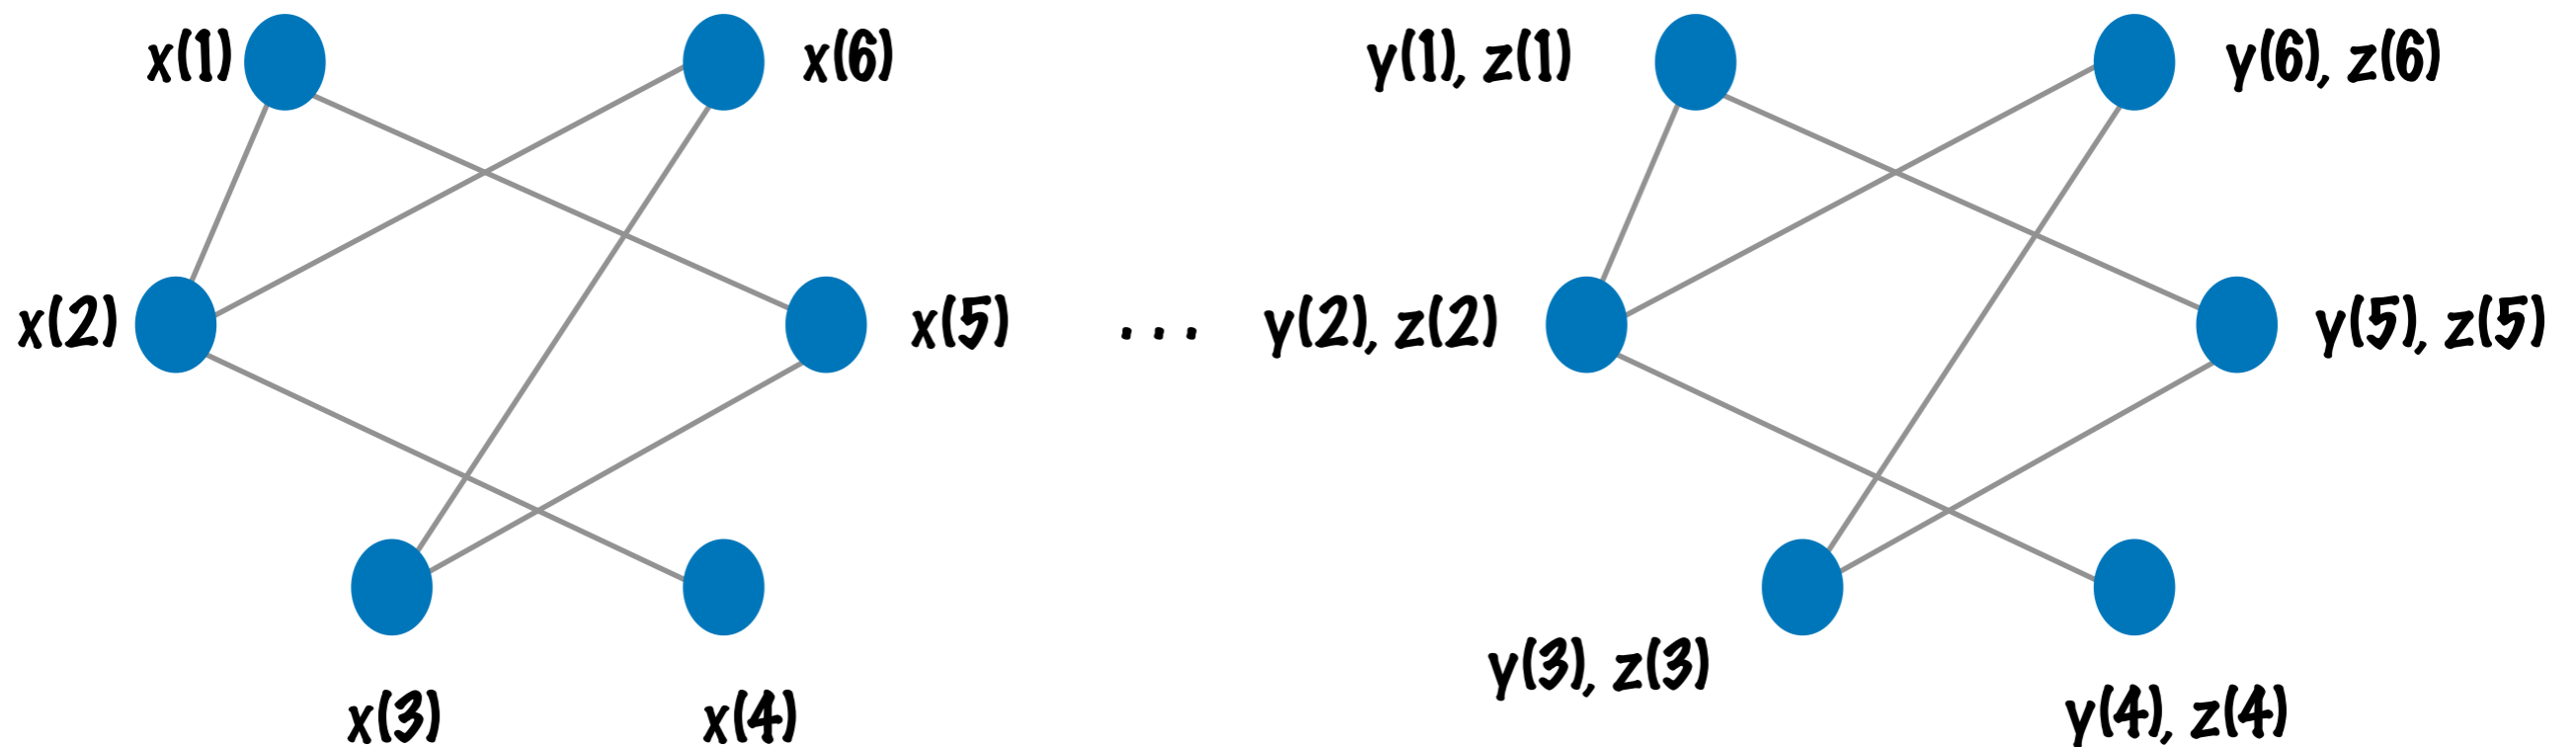 x(1)
x(6)
x(2)
x(5)
x(3)
x(4)
...
y(1), z(1)
y(6), z(6)
y(2), z(2)
y(5), z(5)
y(3), z(3)
y(4), z(4)